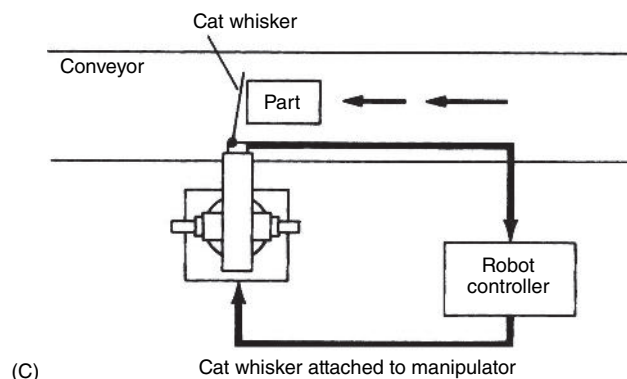 Cat whisker
Conveyor
Part
Robot
controller
(C)
Cat whisker attached to manipulator